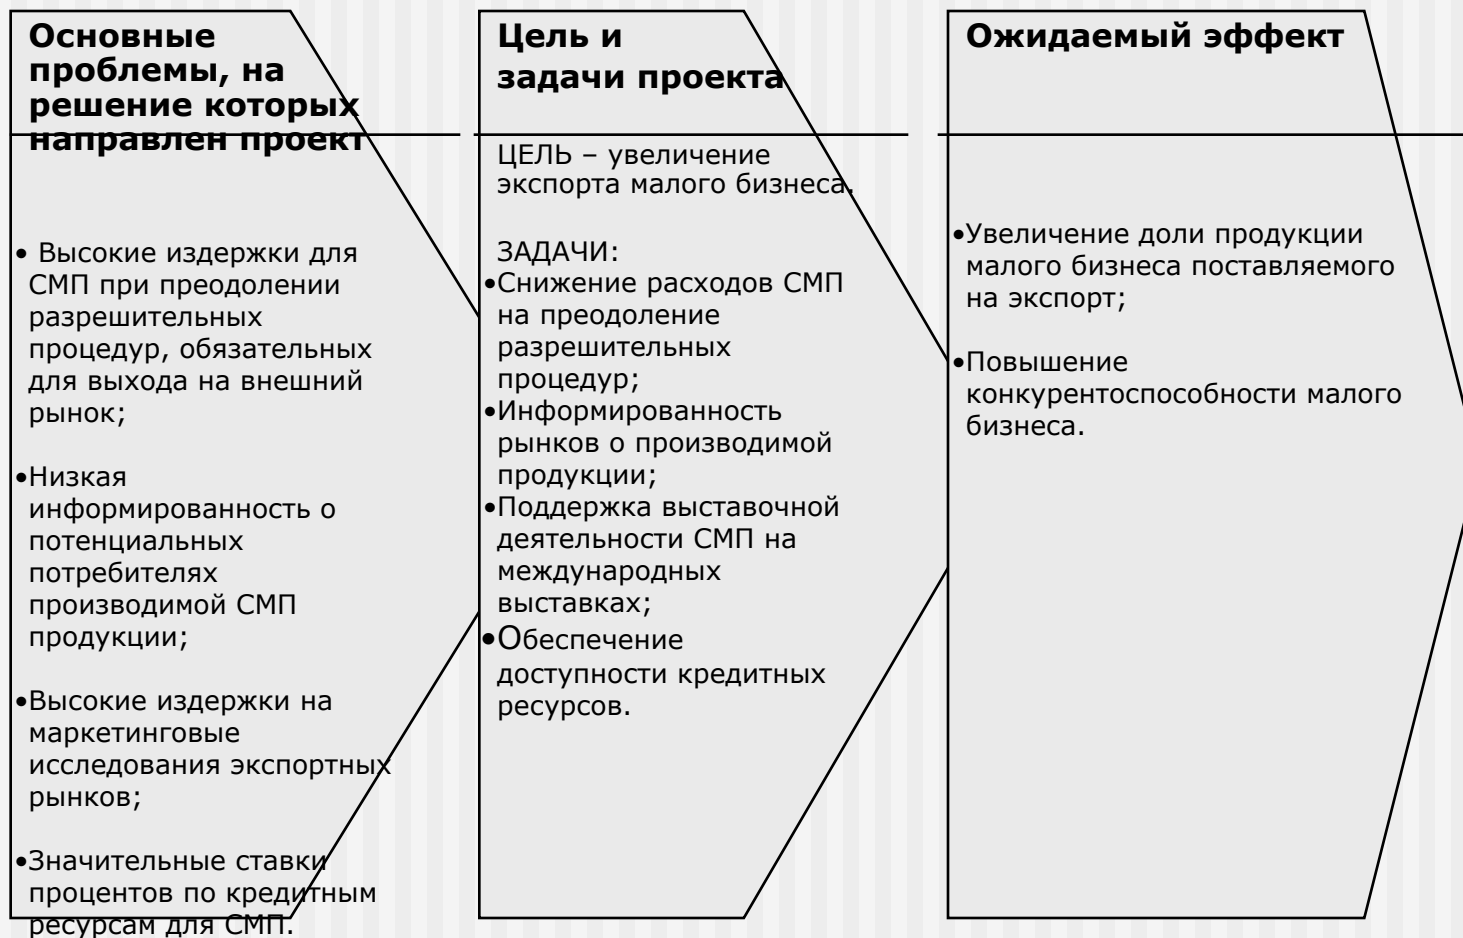 Основные
проблемы, на
решение которых
направлен проект
• Высокие издержки для
СМП при преодолении
разрешительных
процедур, обязательных
для выхода на внешний
рынок;
•Низкая
информированность о
потенциальных
потребителях
производимой СМП
продукции;
•Высокие издержки на
маркетинговые
исследования экспортных
рынков;
•Значительные ставки
процентов по кредитным
ресурсам для СМП.
Цель и
задачи проекта
ЦЕЛЬ – увеличение
экспорта малого бизнеса.
ЗАДАЧИ:
•Снижение расходов СМП
на преодоление
разрешительных
процедур;
•Информированность
рынков о производимой
продукции;
•Поддержка выставочной
деятельности СМП на
международных
выставках;
•Обеспечение
доступности кредитных
ресурсов.
Ожидаемый эффект
•Увеличение доли продукции
малого бизнеса поставляемого
на экспорт;
•Повышение
конкурентоспособности малого
бизнеса.